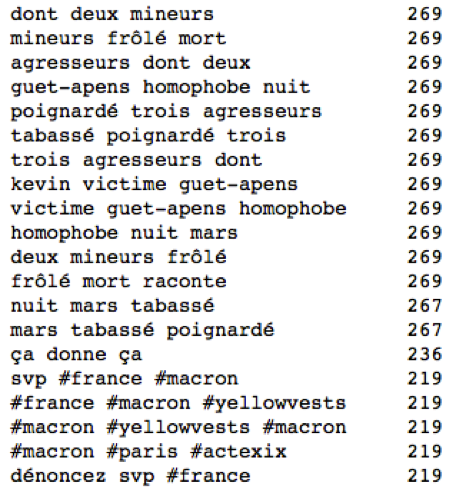 dont deux mineurs 269
mineurs frôlé mort 269
agresseurs dont deux 269
guet-apens homophobe nuit 269
poignardé trois agresseurs 269
tabassé poignardé trois 269
trois agresseurs dont 269
kevin victime guet-apens 269
victime guet-apens homophobe 269
homophobe nuit mars 269
deux mineurs frôlé 269
frôlé mort raconte 269
nuit mars tabassé 267
mars tabassé poignardé 267
ça donne ça 236
svp #france #macron 219
#france #macron #yellowvests 219
#macron #yellowvests #macron 219
#macron #paris #actexix 219
dénoncez svp #france 219